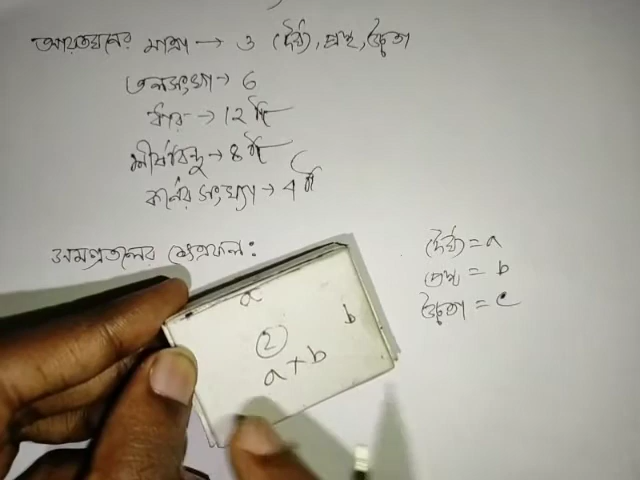 আয়তঘনের মাত্রা → ৩ (দৈর্ঘ্য, প্রস্থ, উচ্চতা
তলসংখ্যা → 6
ধার → 12 টি
শীর্ষবিন্দু → 8 টি
কর্ণের সংখ্যা → 4 টি
সমগ্রতলের ক্ষেত্রফল :
দৈর্ঘ্য = a
প্রস্থ = b
উচ্চতা = c
a
b
2
a × b